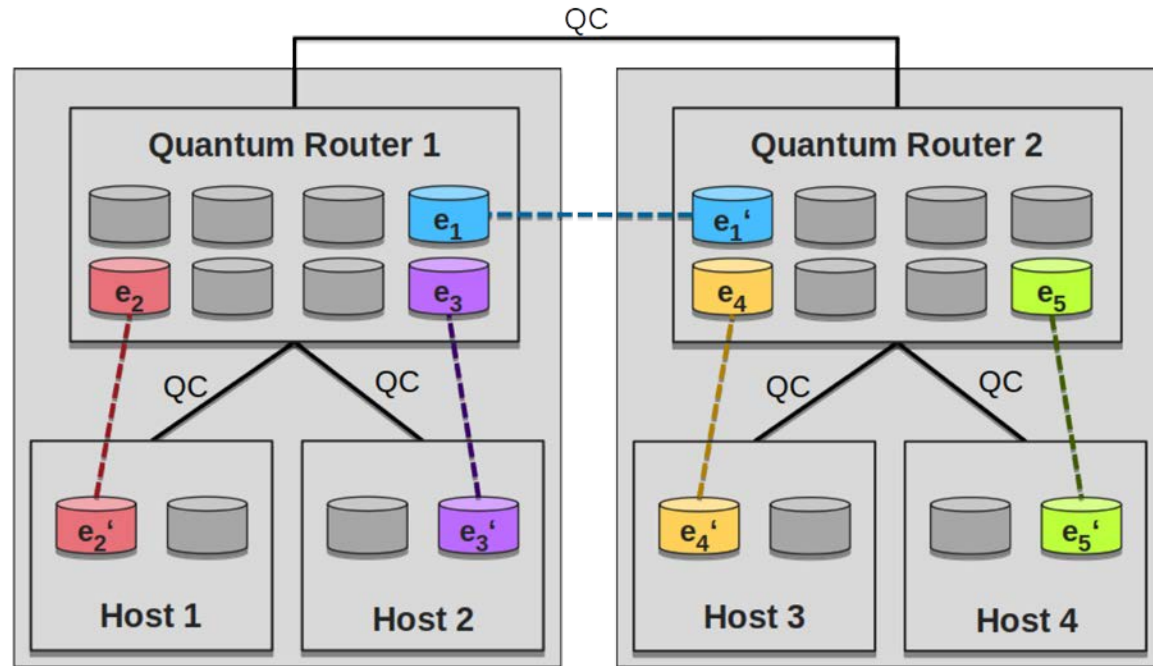 QC
Quantum Router 1
Quantum Router 2
e₁
e₁‘
e₂
e₃
e₄
e₅
QC
QC
QC
QC
e₂‘
e₃‘
e₄‘
e₅‘
Host 1
Host 2
Host 3
Host 4